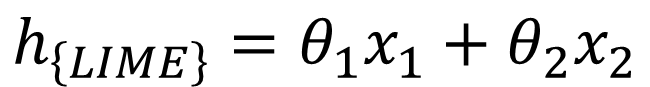 h_{LIME} = θ₁x₁ + θ₂x₂